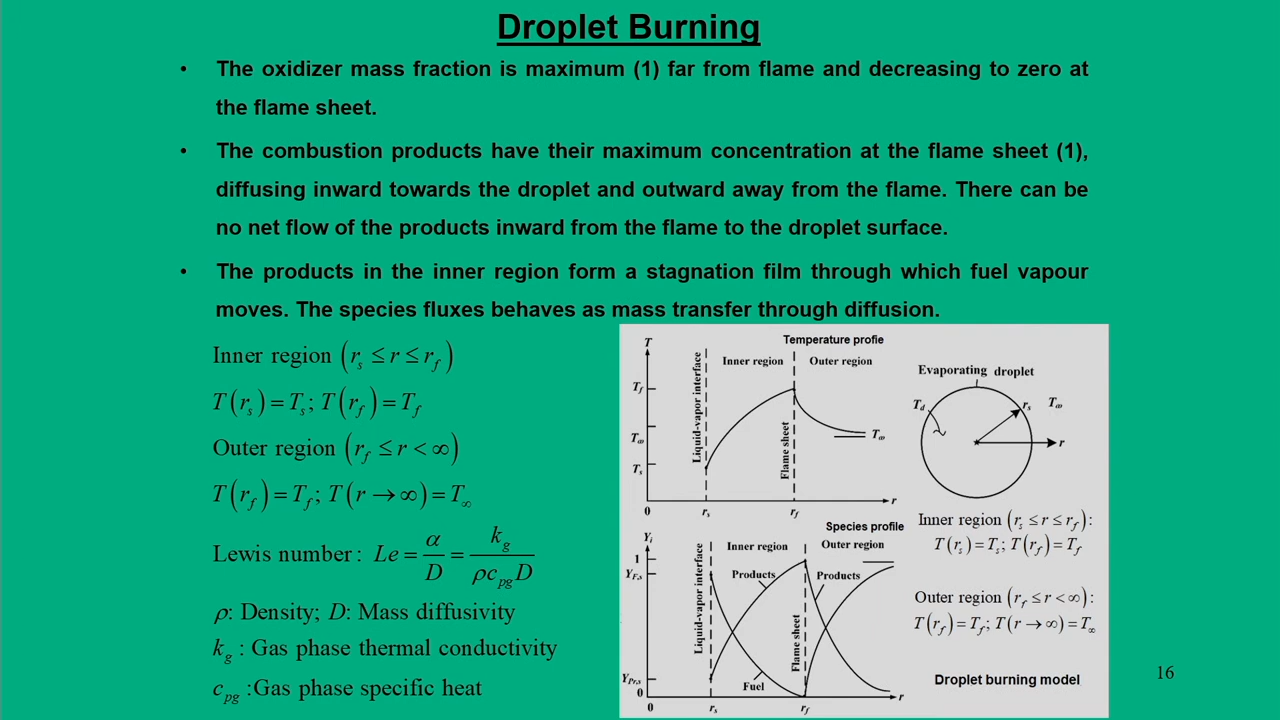 Droplet Burning
• The oxidizer mass fraction is maximum (1) far from flame and decreasing to zero at
the flame sheet.
• The combustion products have their maximum concentration at the flame sheet (1),
diffusing inward towards the droplet and outward away from the flame. There can be
no net flow of the products inward from the flame to the droplet surface.
• The products in the inner region form a stagnation film through which fuel vapour
moves. The species fluxes behaves as mass transfer through diffusion.
Inner region (r_s ≤ r ≤ r_f)
T(r_s) = T_s; T(r_f) = T_f
Outer region (r_f ≤ r < ∞)
T(r_f) = T_f; T(r → ∞) = T_∞
Lewis number: Le = α/D = k_g/(ρc_pg D)
ρ: Density; D: Mass diffusivity
k_g : Gas phase thermal conductivity
c_pg :Gas phase specific heat
Temperature profie
T
Inner region
Outer region
Liquid-vapor interface
Flame sheet
T_f
T_∞
T_s
T_∞
0
r_s
r_f
r
Species profile
Y_i
Inner region
Outer region
Liquid-vapor interface
Flame sheet
1
Y_F,s
Products
Products
Fuel
Y_Pr,s
0
0
r_s
r_f
r
Evaporating droplet
T_d
r_s
T_∞
r
Inner region (r_s ≤ r ≤ r_f):
T(r_s) = T_s; T(r_f) = T_f
Outer region (r_f ≤ r < ∞):
T(r_f) = T_f; T(r → ∞) = T_∞
Droplet burning model
16